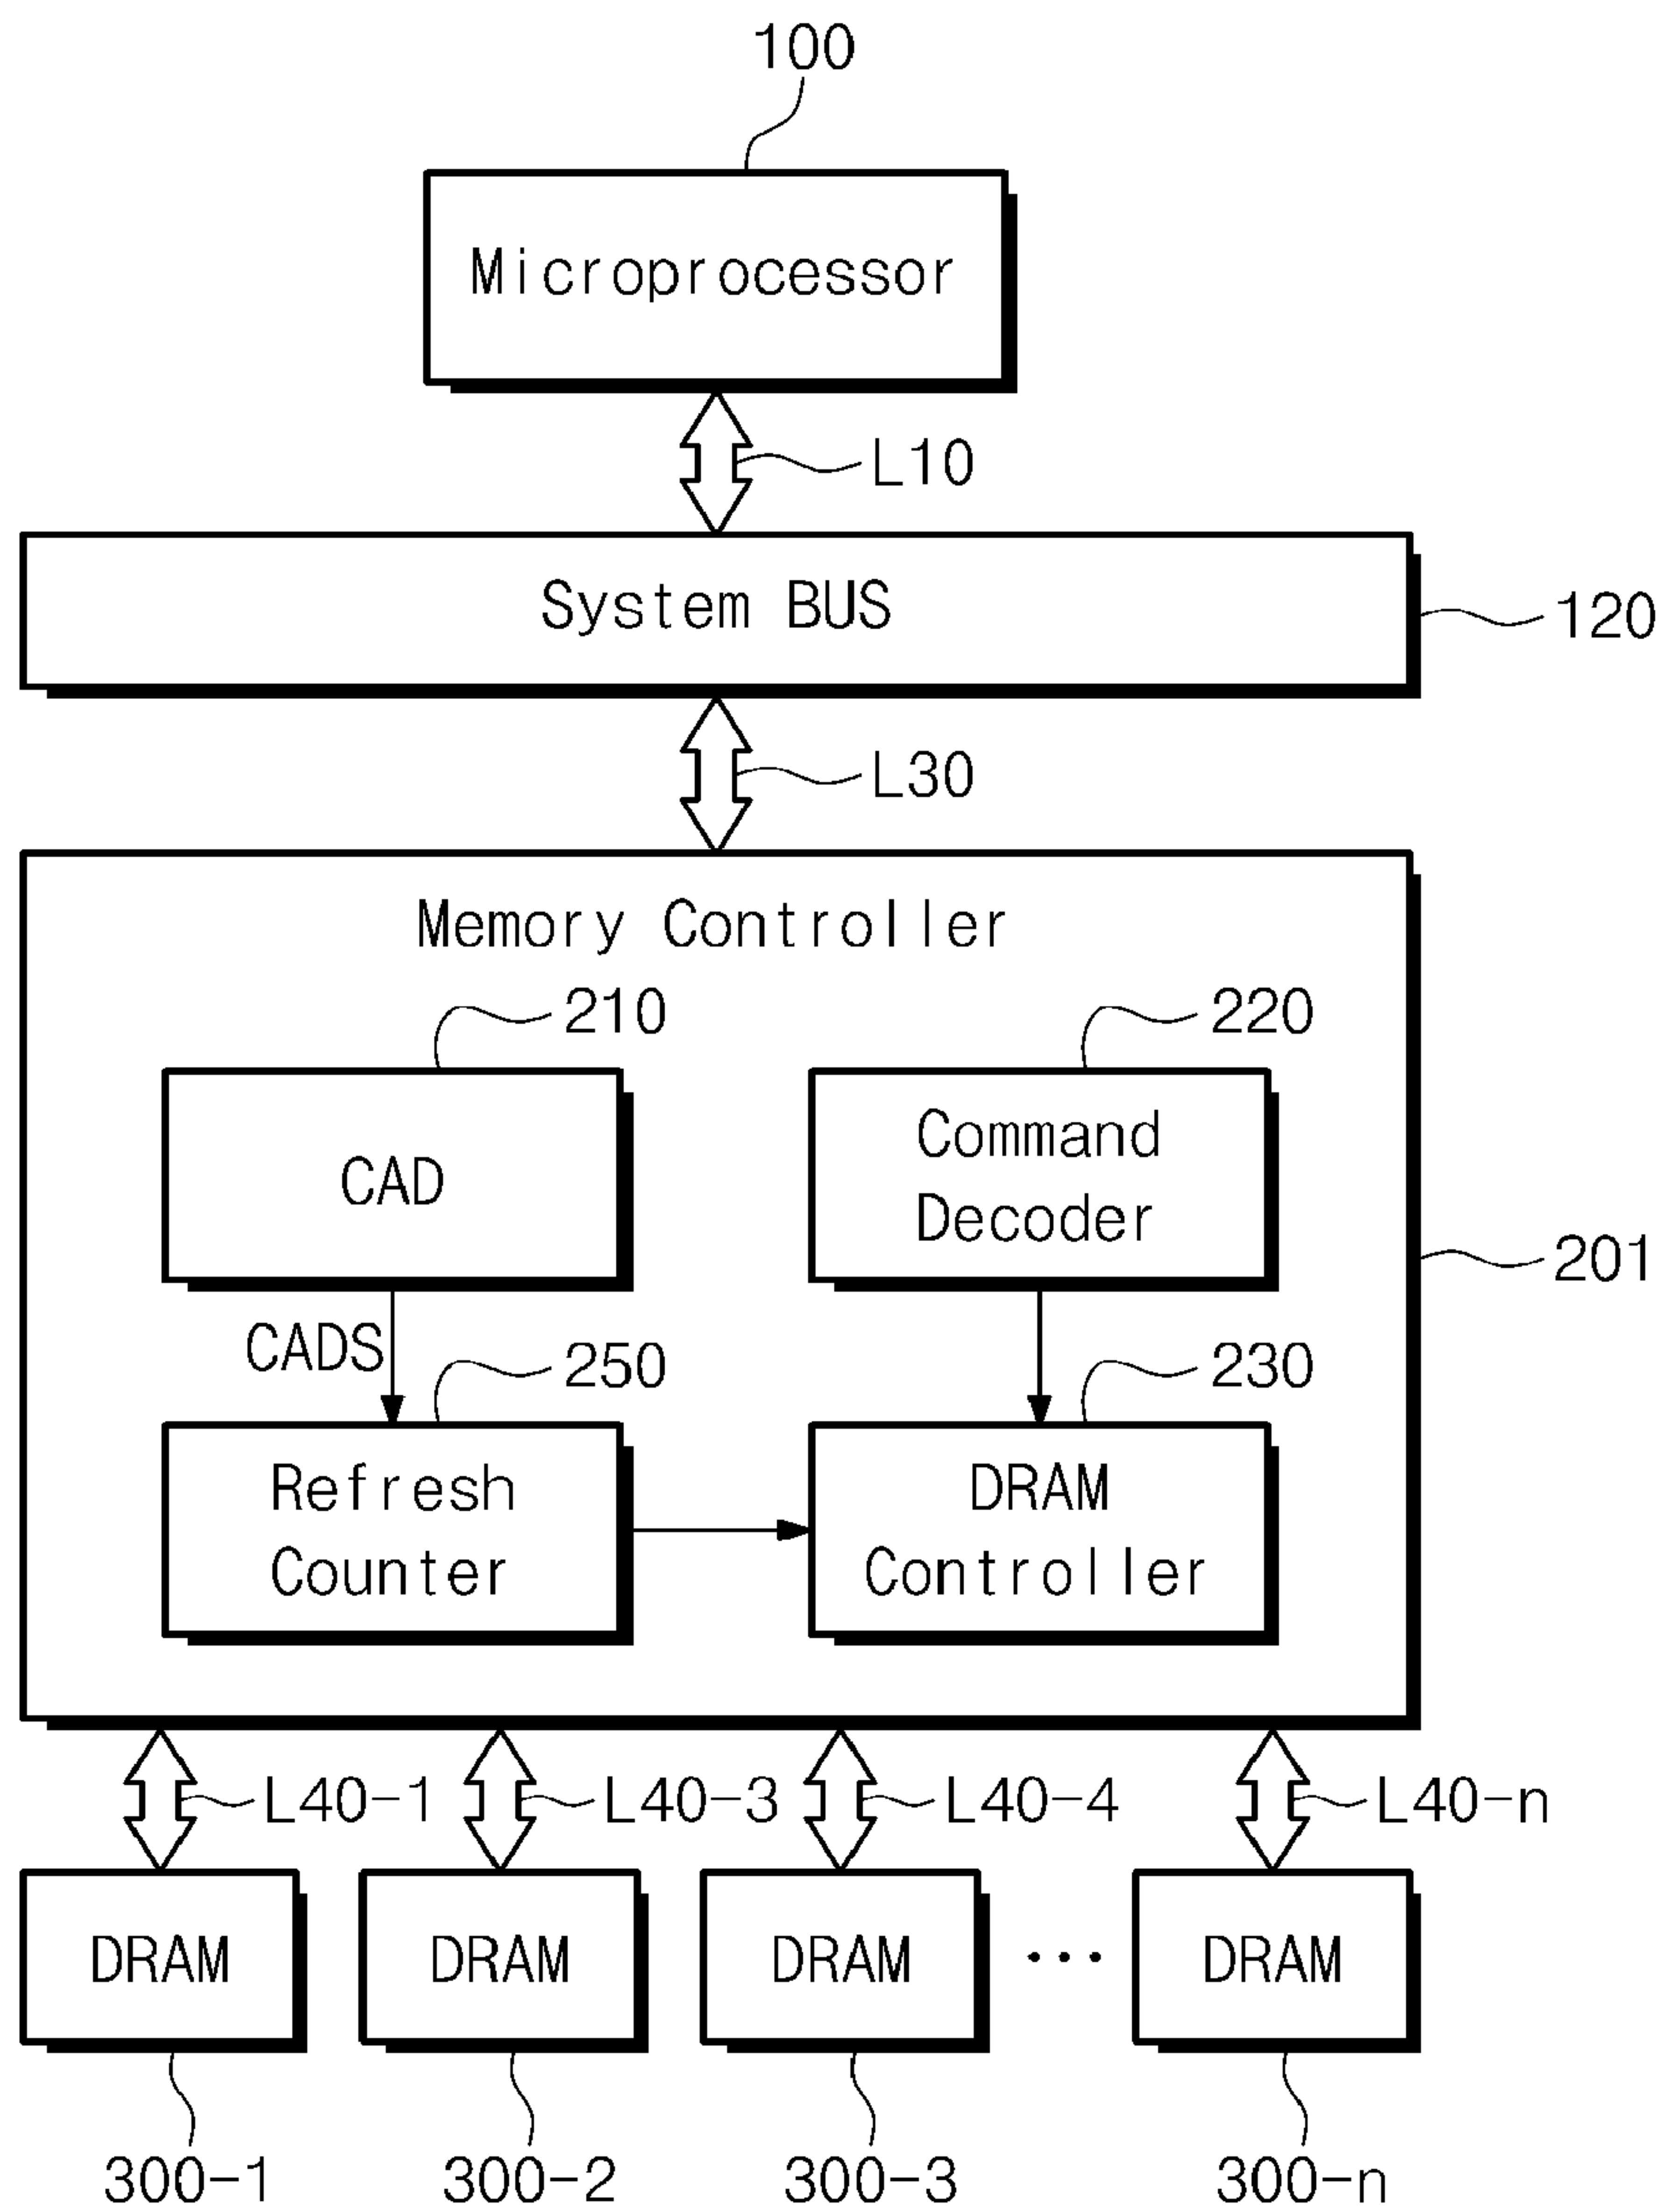 100
Microprocessor
L10
System BUS
120
L30
Memory Controller
210
220
CAD
Command
Decoder
201
CADS
250
230
Refresh
Counter
DRAM
Controller
L40-1
L40-3
L40-4
L40-n
DRAM
DRAM
DRAM
...
DRAM
300-1
300-2
300-3
300-n